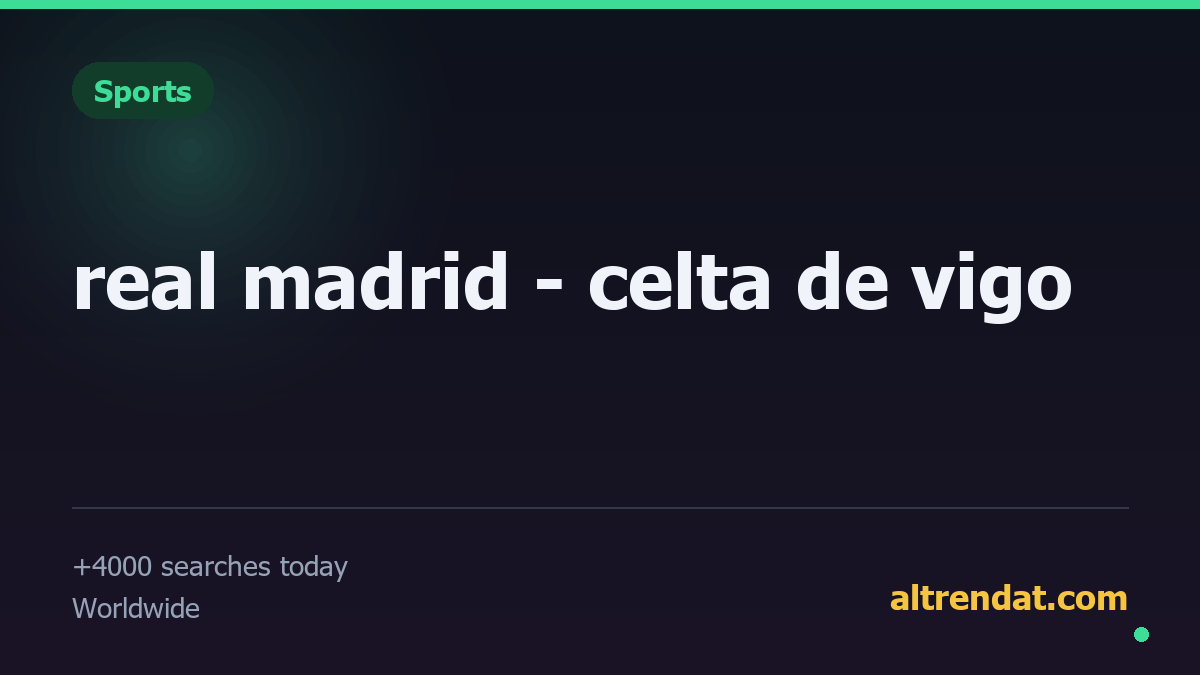 Sports
real madrid - celta de vigo
+4000 searches today
Worldwide
altrendat.com